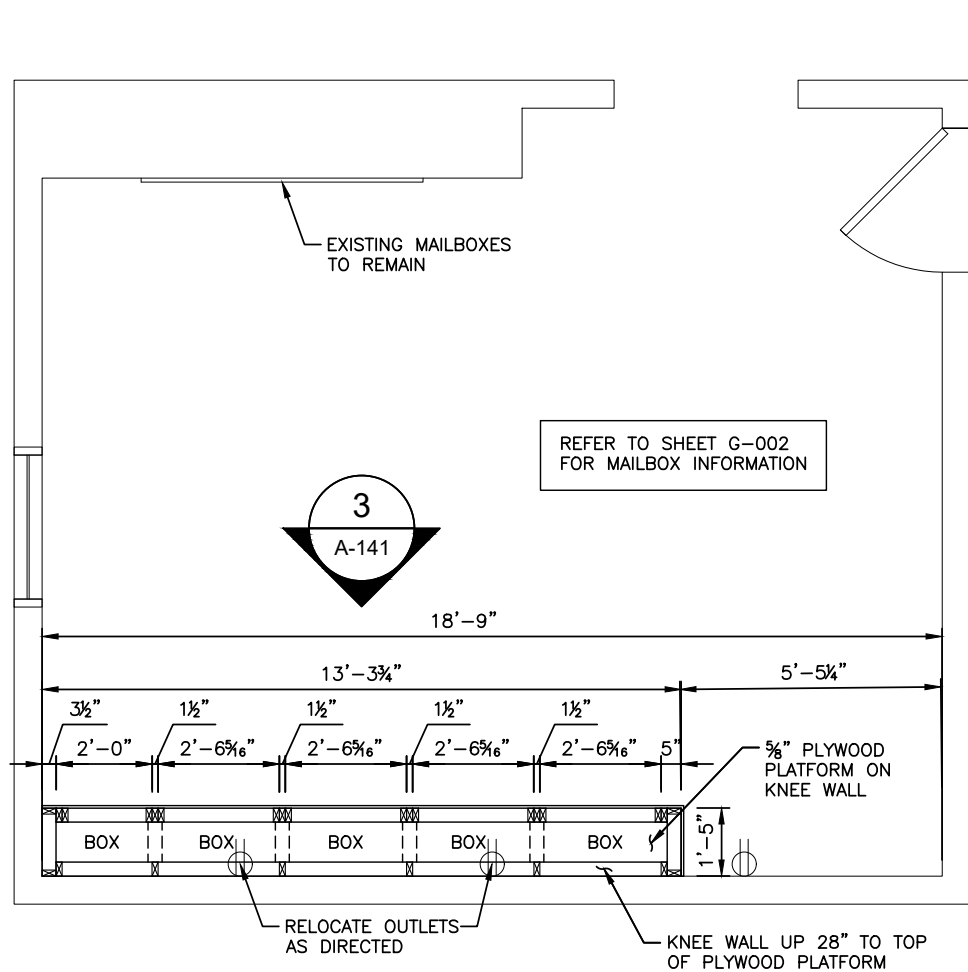 EXISTING MAILBOXES
TO REMAIN
REFER TO SHEET G-002
FOR MAILBOX INFORMATION
3
A-141
18'-9"
13'-3¾"
5'-5¼"
3½"
1½"
1½"
1½"
1½"
2'-0"
2'-6⁵⁄₁₆"
2'-6⁵⁄₁₆"
2'-6⁵⁄₁₆"
2'-6⁵⁄₁₆"
5"
⅝" PLYWOOD
PLATFORM ON
KNEE WALL
BOX
BOX
BOX
BOX
BOX
1'-5"
RELOCATE OUTLETS
AS DIRECTED
KNEE WALL UP 28" TO TOP
OF PLYWOOD PLATFORM